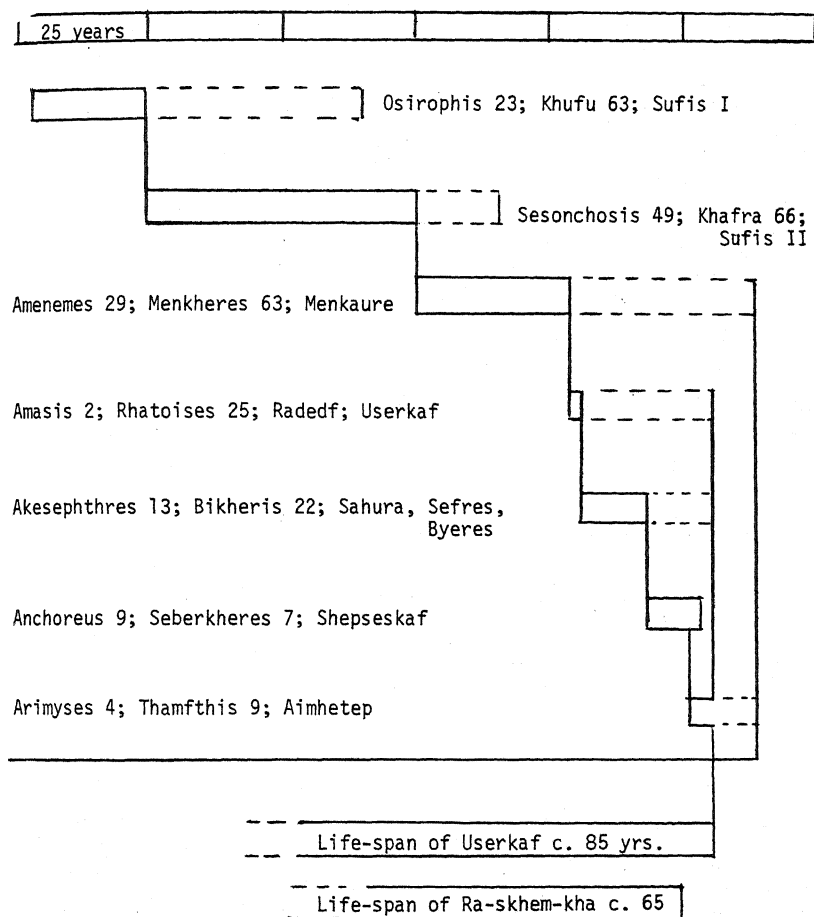 25 years
Osirophis 23; Khufu 63; Sufis I
Sesonchosis 49; Khafra 66;
Sufis II
Amenemes 29; Menkheres 63; Menkaure
Amasis 2; Rhatoises 25; Radedf; Userkaf
Akesephthres 13; Bikheris 22; Sahura, Sefres,
Byeres
Anchoreus 9; Seberkheres 7; Shepseskaf
Arimyses 4; Thamfthis 9; Aimhetep
Life-span of Userkaf c. 85 yrs.
Life-span of Ra-skhem-kha c. 65